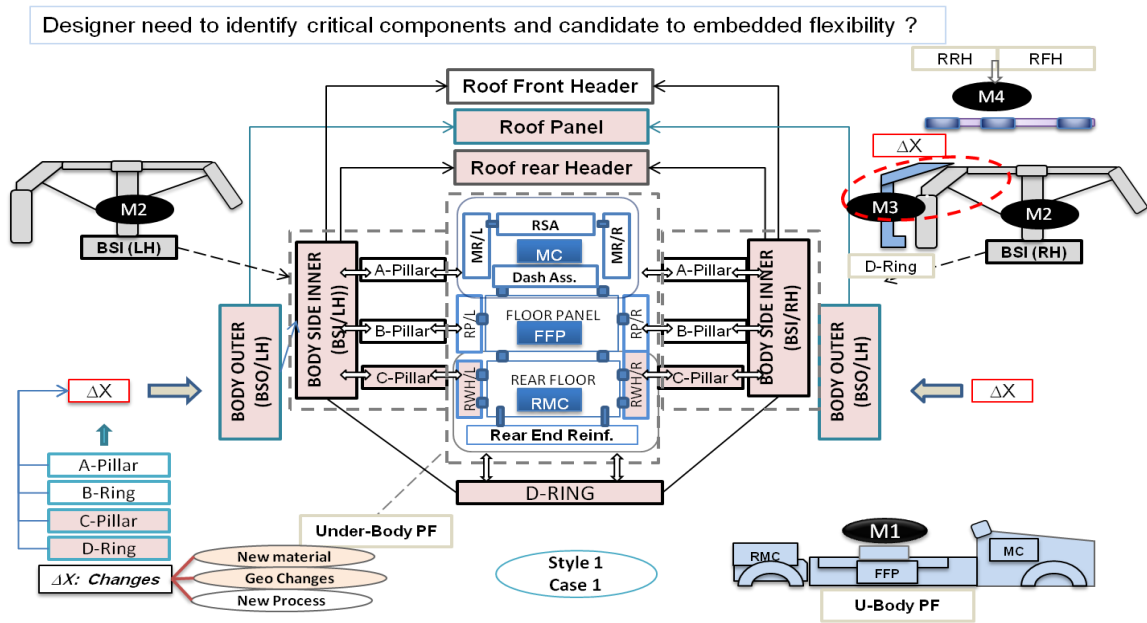 Designer need to identify critical components and candidate to embedded flexibility ?
RRH
RFH
M4
ΔX
Roof Front Header
Roof Panel
Roof rear Header
M2
BSI (LH)
M3
M2
BSI (RH)
D-Ring
MR/L
RSA
MR/R
MC
Dash Ass.
BODY SIDE INNER
(BSI/LH))
A-Pillar
B-Pillar
C-Pillar
RP/L
FLOOR PANEL
FFP
RP/R
RWH/L
REAR FLOOR
RMC
RWH/R
Rear End Reinf.
A-Pillar
B-Pillar
C-Pillar
BODY SIDE INNER
(BSI/RH)
BODY OUTER
(BSO/LH)
BODY OUTER
(BSO/LH)
ΔX
ΔX
D-RING
A-Pillar
B-Ring
C-Pillar
D-Ring
ΔX: Changes
New material
Geo Changes
New Process
Under-Body PF
Style 1
Case 1
M1
RMC
FFP
MC
U-Body PF